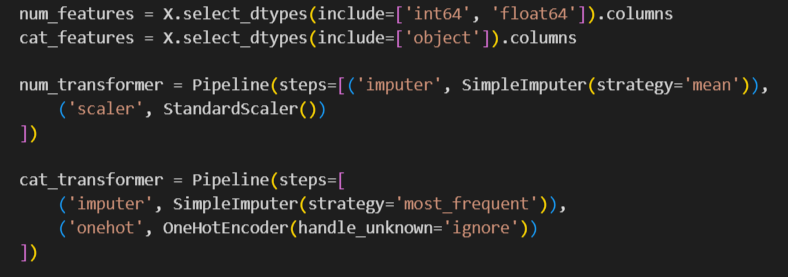 num_features = X.select_dtypes(include=['int64', 'float64']).columns
cat_features = X.select_dtypes(include=['object']).columns

num_transformer = Pipeline(steps=[('imputer', SimpleImputer(strategy='mean')),
    ('scaler', StandardScaler())
])

cat_transformer = Pipeline(steps=[
    ('imputer', SimpleImputer(strategy='most_frequent')),
    ('onehot', OneHotEncoder(handle_unknown='ignore'))
])